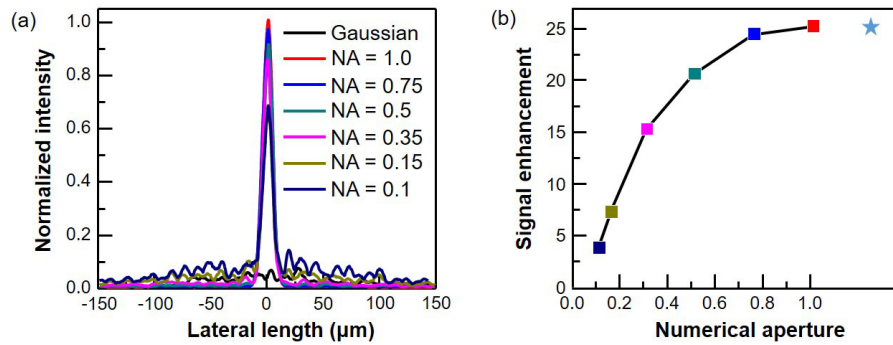 (a)
Normalized intensity
1.0
0.8
0.6
0.4
0.2
0.0
-150
-100
-50
0
50
100
150
Lateral length (µm)
Gaussian
NA = 1.0
NA = 0.75
NA = 0.5
NA = 0.35
NA = 0.15
NA = 0.1
(b)
Signal enhancement
25
20
15
10
5
0
0.0
0.2
0.4
0.6
0.8
1.0
Numerical aperture